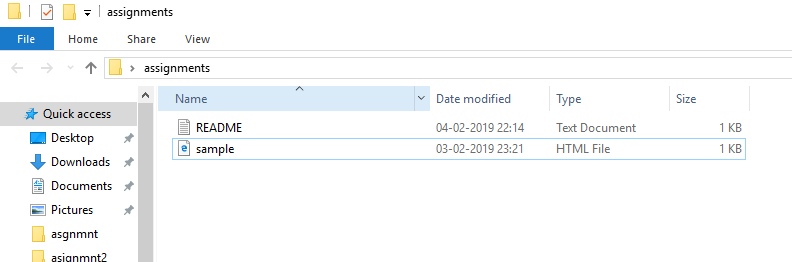 assignments
File Home Share View
assignments
Name Date modified Type Size
README 04-02-2019 22:14 Text Document 1 KB
sample 03-02-2019 23:21 HTML File 1 KB
Quick access
Desktop
Downloads
Documents
Pictures
asgnmnt
asignmnt2